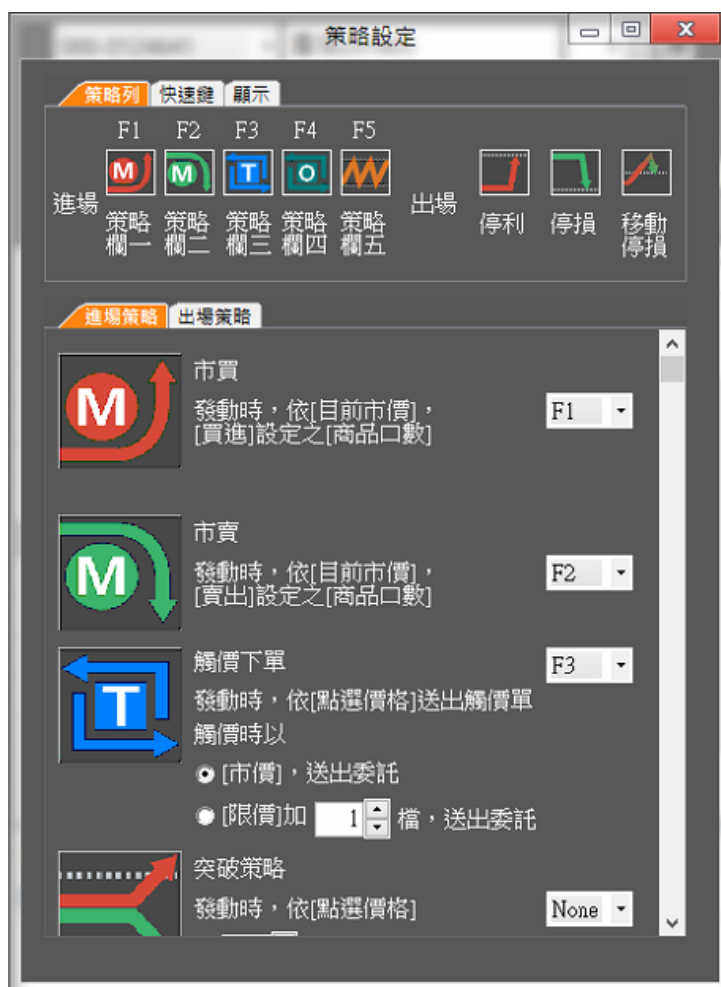 策略設定
策略列 快速鍵 顯示
F1 F2 F3 F4 F5
M M T O
進場 出場
策略欄一 策略欄二 策略欄三 策略欄四 策略欄五 停利 停損 移動停損
進場策略 出場策略
M
市買
發動時，依[目前市價]，
[買進]設定之[商品口數]
F1
M
市賣
發動時，依[目前市價]，
[賣出]設定之[商品口數]
F2
T
觸價下單
F3
發動時，依[點選價格]送出觸價單
觸價時以
[市價]，送出委託
[限價]加 1 檔，送出委託
突破策略
發動時，依[點選價格]
None